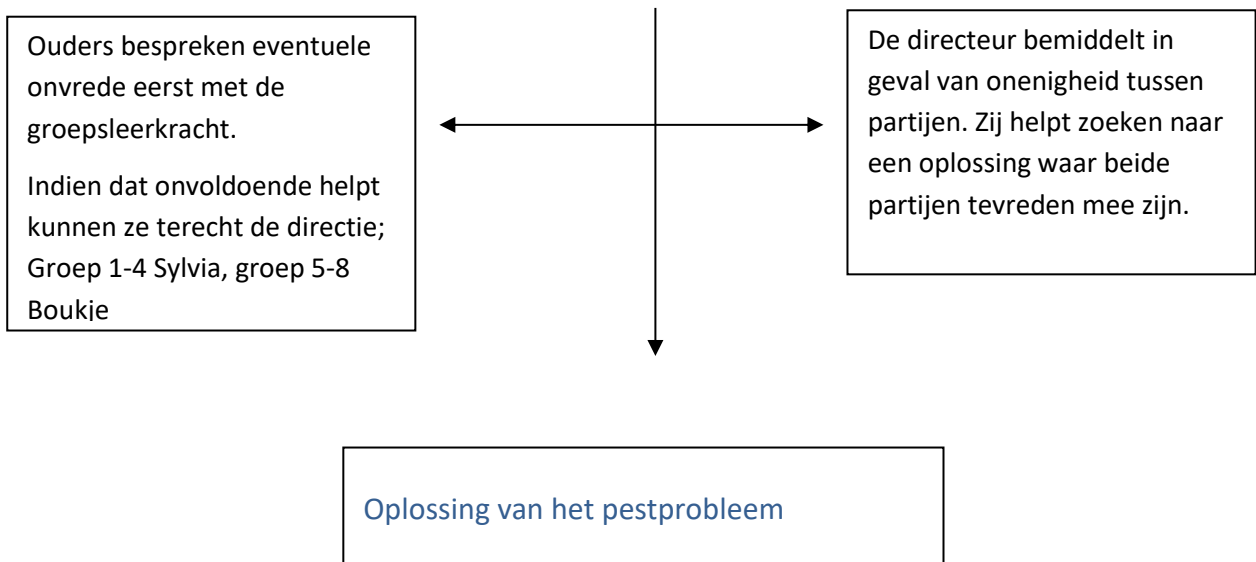 Ouders bespreken eventuele
onvrede eerst met de
groepsleerkracht.
Indien dat onvoldoende helpt
kunnen ze terecht de directie;
Groep 1-4 Sylvia, groep 5-8
Boukje
De directeur bemiddelt in
geval van onenigheid tussen
partijen. Zij helpt zoeken naar
een oplossing waar beide
partijen tevreden mee zijn.
Oplossing van het pestprobleem